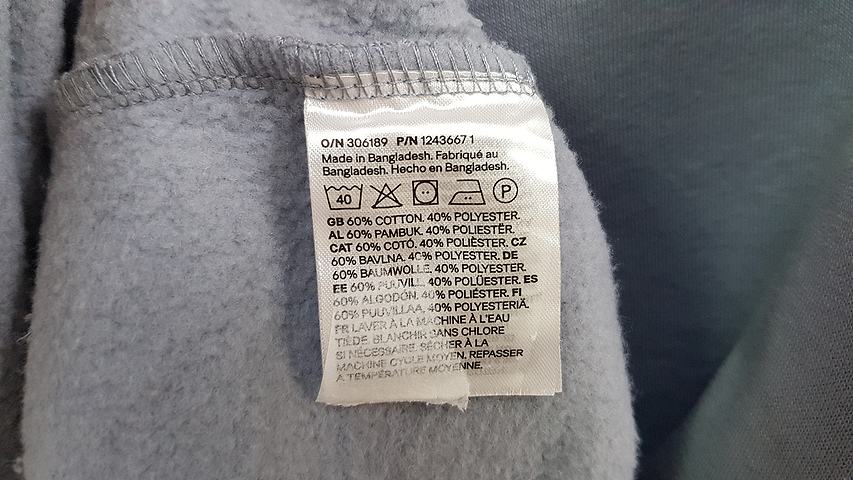 O/N 306189 P/N 1243667 1
Made in Bangladesh. Fabriqué au
Bangladesh. Hecho en Bangladesh.
40 P
GB 60% COTTON. 40% POLYESTER.
AL 60% PAMBUK. 40% POLIESTËR.
CAT 60% COTÓ. 40% POLIÈSTER. CZ
60% BAVLNA. 40% POLYESTER. DE
60% BAUMWOLLE. 40% POLYESTER.
EE 60% PUUVILL. 40% POLÜESTER. ES
60% ALGODÓN. 40% POLIÉSTER. FI
60% PUUVILLAA. 40% POLYESTERIÄ.
FR LAVER À LA MACHINE À L'EAU
TIÈDE. BLANCHIR SANS CHLORE
SI NÉCESSAIRE. SÉCHER À LA
MACHINE CYCLE MOYEN. REPASSER
A TEMPÉRATURE MOYENNE.